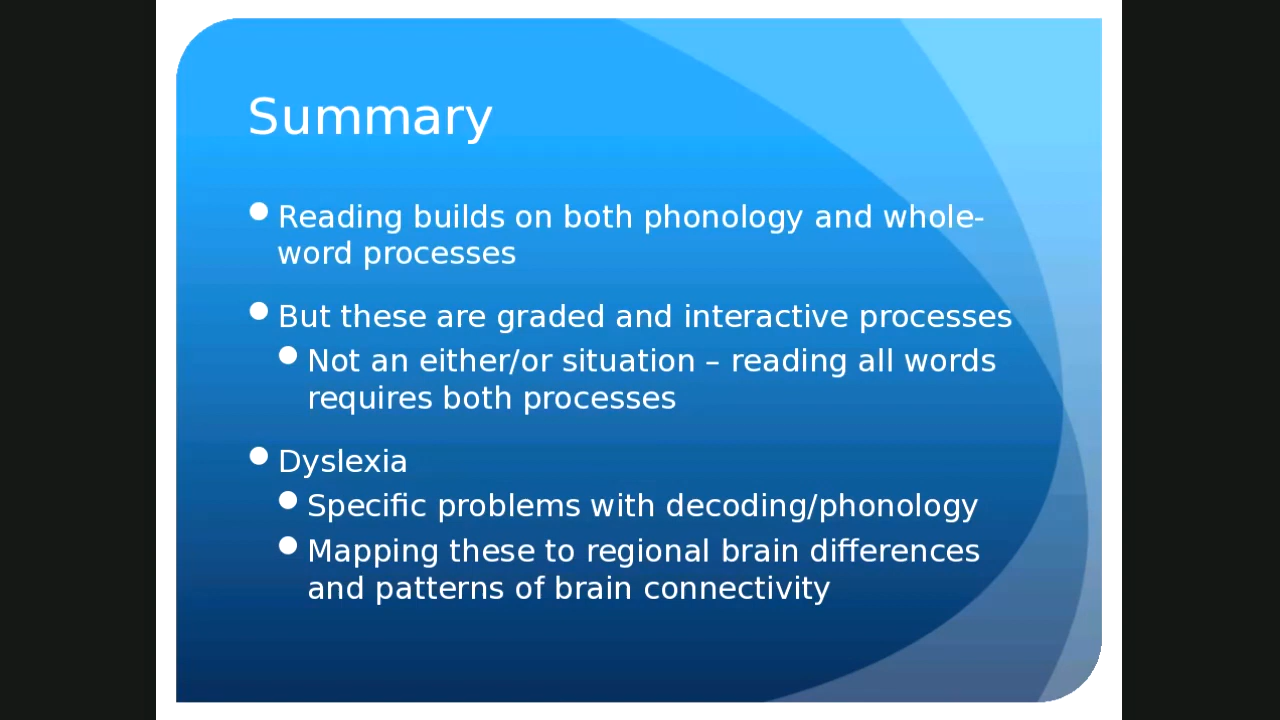 Summary
Reading builds on both phonology and whole-
word processes
But these are graded and interactive processes
Not an either/or situation – reading all words
requires both processes
Dyslexia
Specific problems with decoding/phonology
Mapping these to regional brain differences
and patterns of brain connectivity